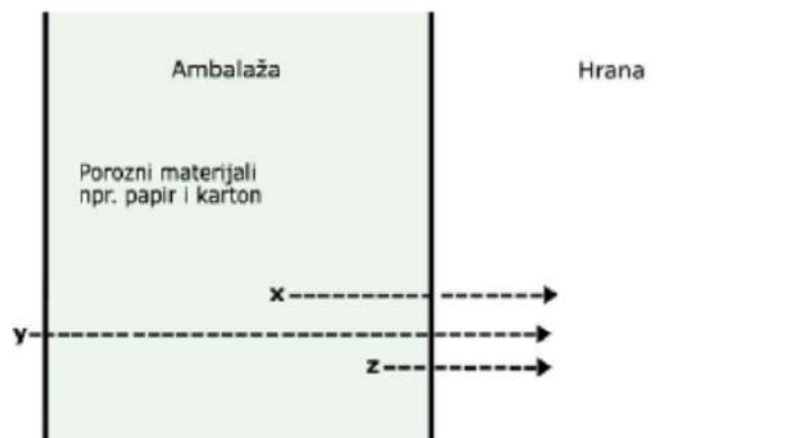 Ambalaža
Hrana
Porozni materijali
npr. papir i karton
x
y
z